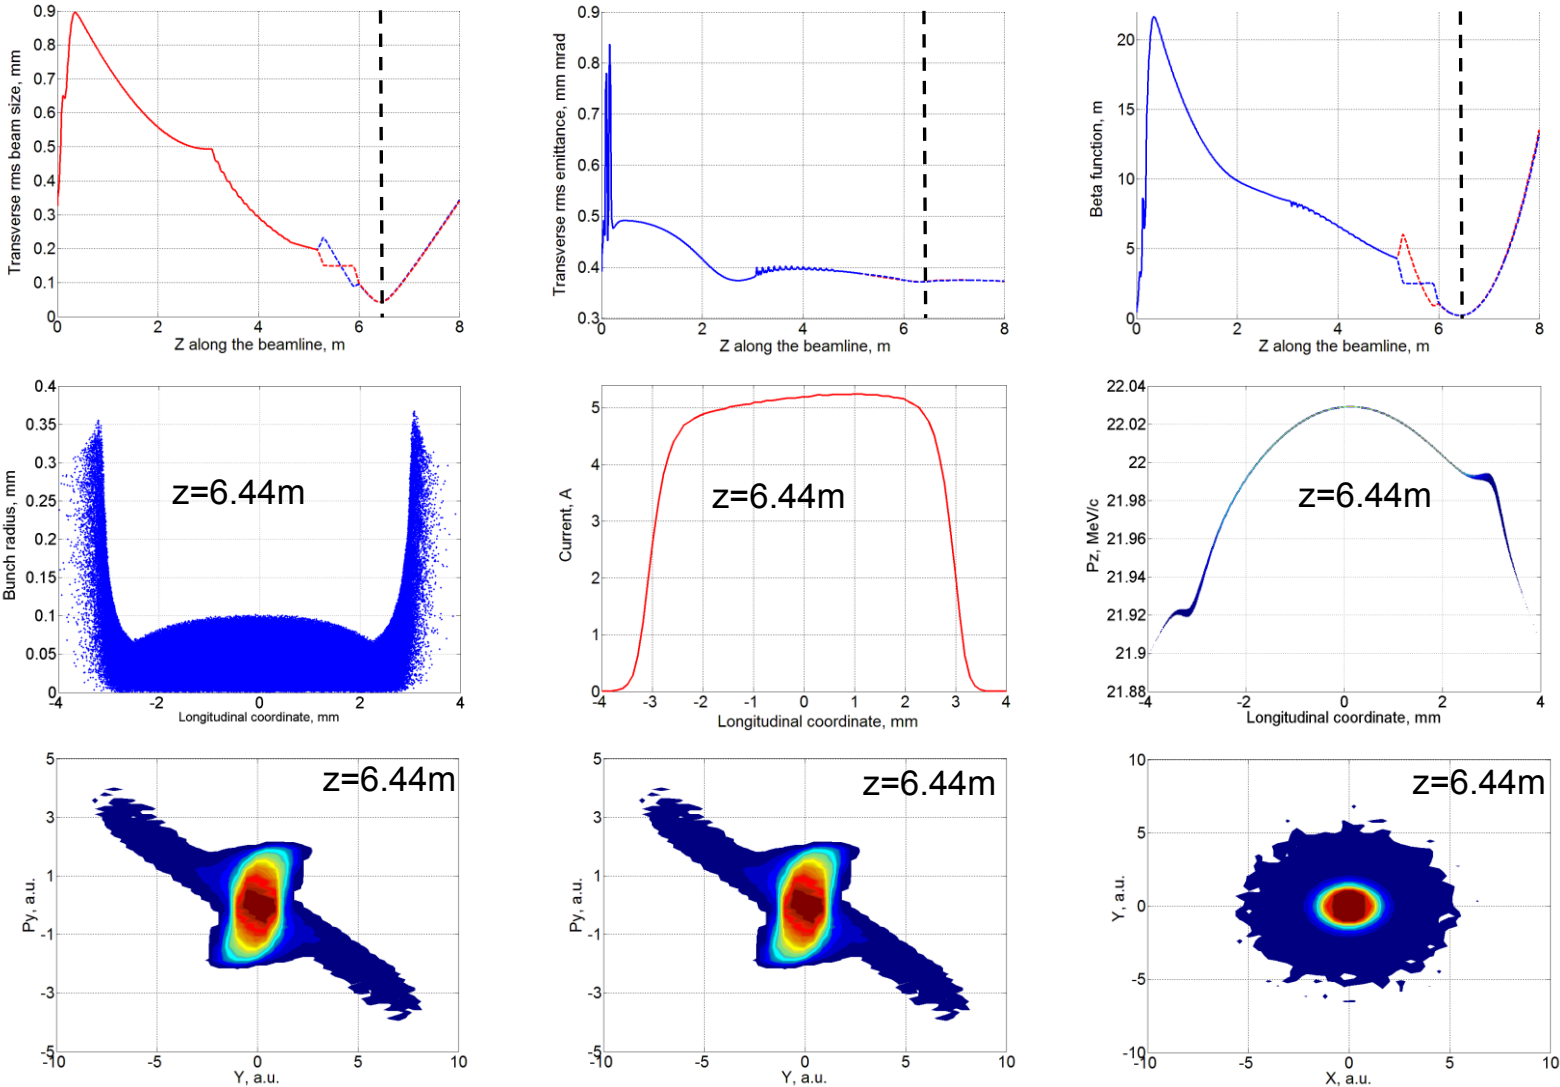 Transverse rms beam size, mm
0.9
0.8
0.7
0.6
0.5
0.4
0.3
0.2
0.1
0
0 2 4 6 8
Z along the beamline, m
Transverse rms emittance, mm mrad
0.9
0.8
0.7
0.6
0.5
0.4
0.3
0 2 4 6 8
Z along the beamline, m
Beta function, m
20
15
10
5
0
0 2 4 6 8
Z along the beamline, m
Bunch radius, mm
0.4
0.35
0.3
0.25
0.2
0.15
0.1
0.05
0
z=6.44m
-4 -2 0 2 4
Longitudinal coordinate, mm
Current, A
5
4
3
2
1
0
z=6.44m
-4 -3 -2 -1 0 1 2 3 4
Longitudinal coordinate, mm
Pz, MeV/c
22.04
22.02
22
21.98
21.96
21.94
21.92
21.9
21.88
z=6.44m
-4 -2 0 2 4
Longitudinal coordinate, mm
Py, a.u.
5
3
1
-1
-3
-5
z=6.44m
-10 -5 0 5 10
Y, a.u.
Py, a.u.
5
3
1
-1
-3
-5
z=6.44m
-10 -5 0 5 10
Y, a.u.
Y, a.u.
10
5
0
-5
-10
z=6.44m
-10 -5 0 5 10
X, a.u.